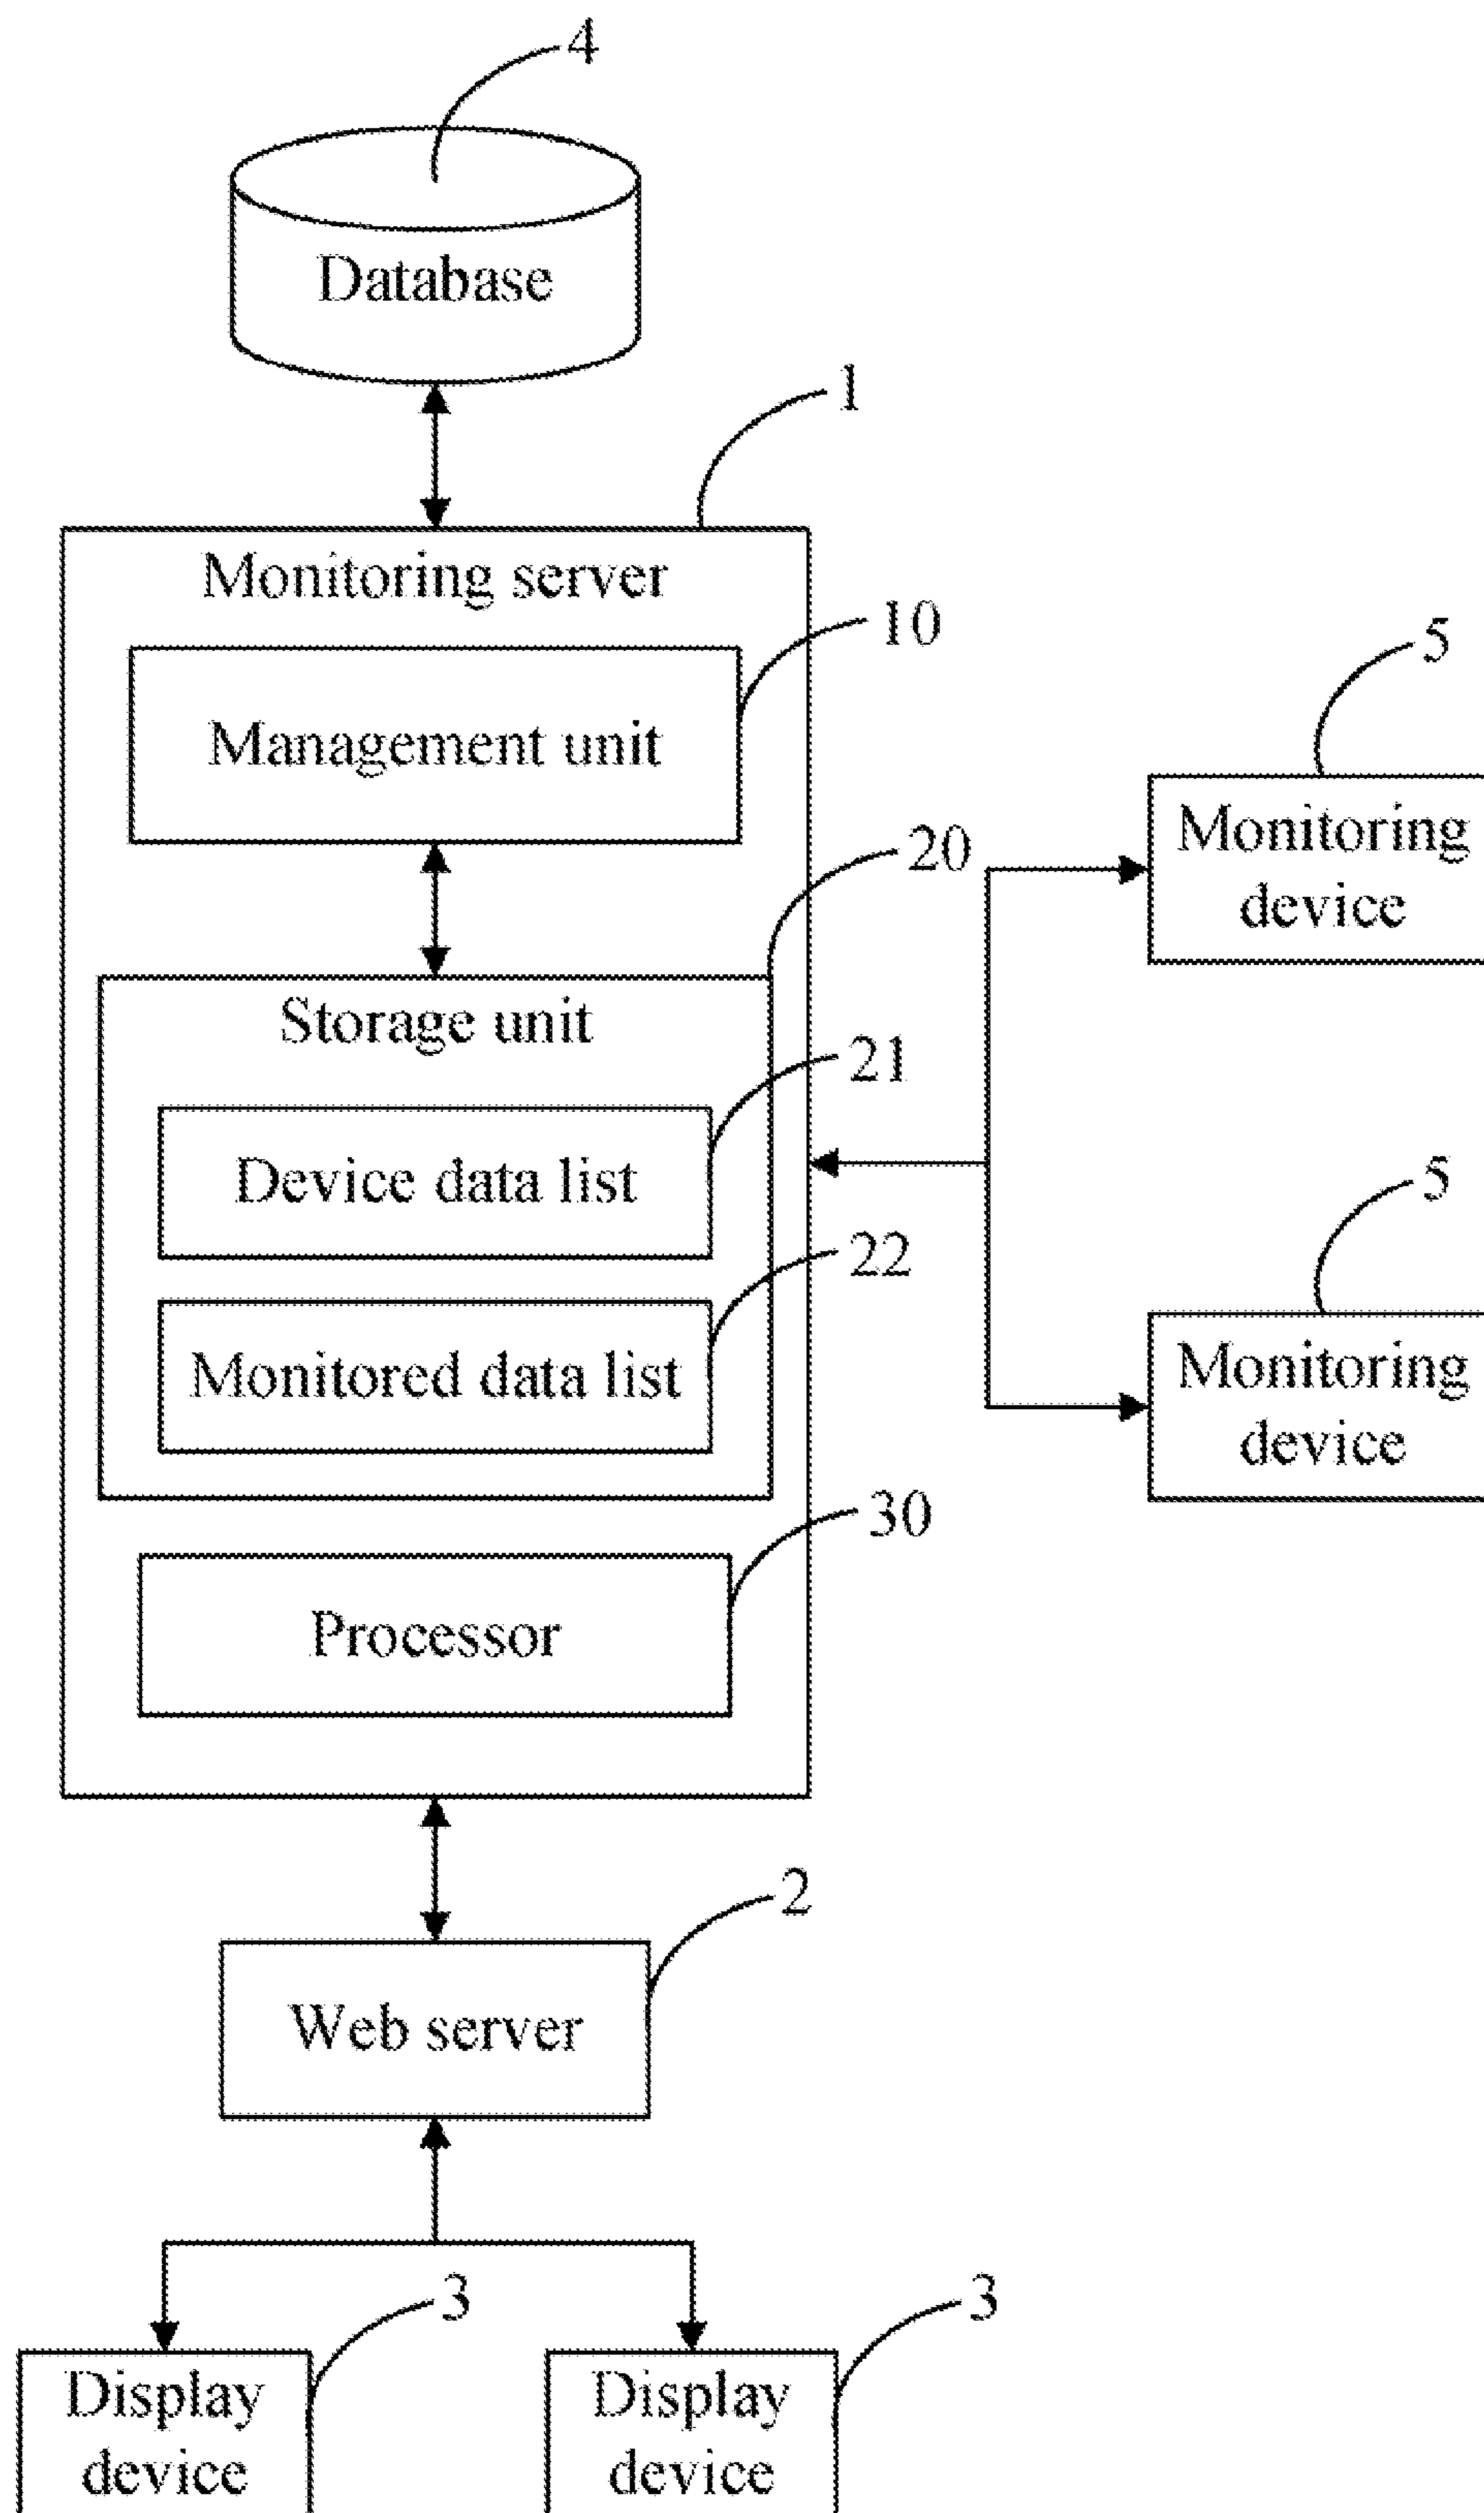 4
Database
1
Monitoring server
10
Management unit
5
Monitoring
device
20
Storage unit
21
Device data list
5
22
Monitored data list
Monitoring
device
30
Processor
2
Web server
3
3
Display
device
Display
device